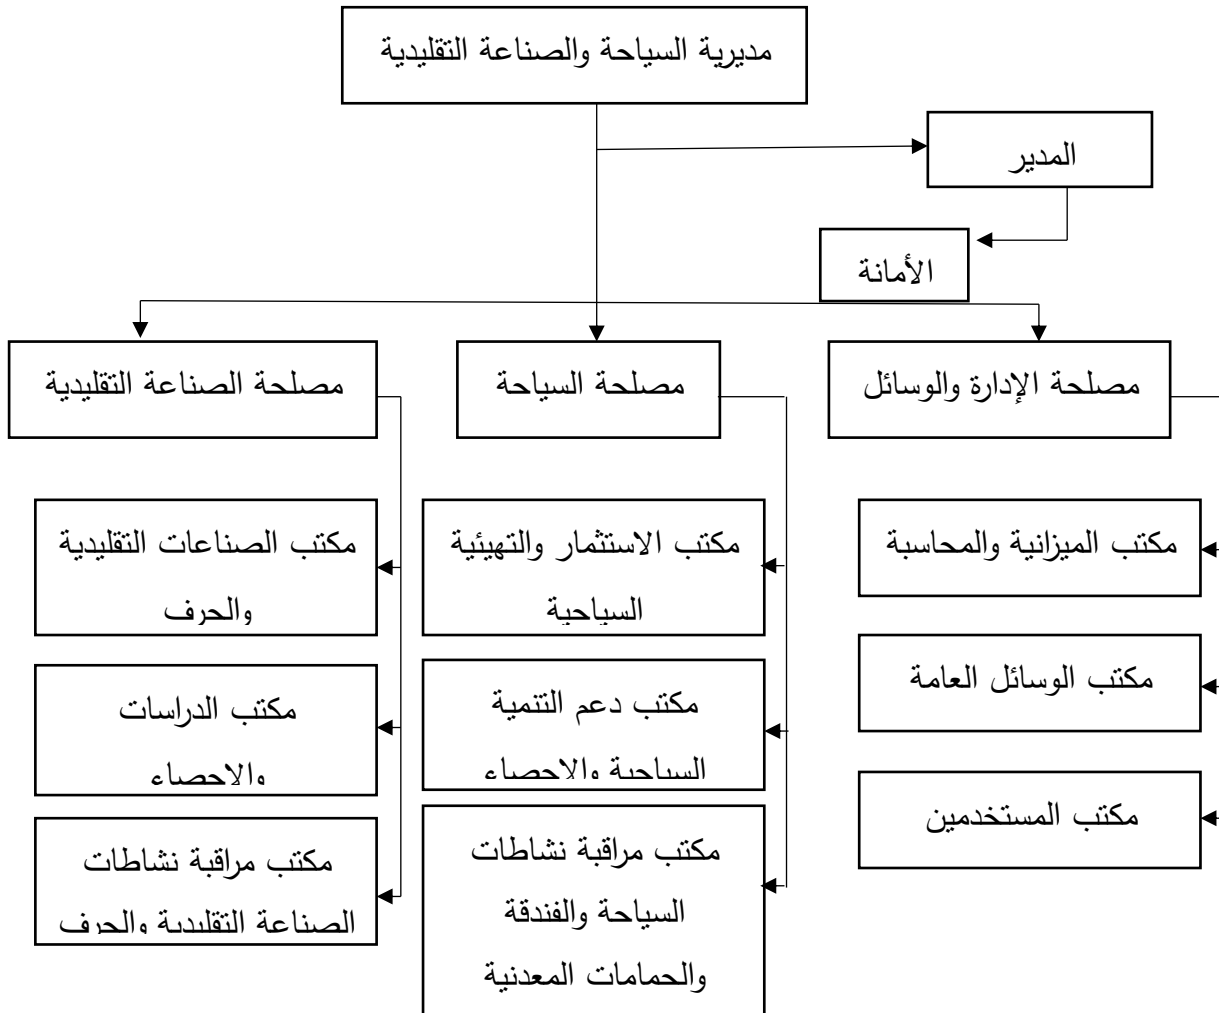 مديرية السياحة والصناعة التقليدية
المدير
الأمانة
مصلحة الإدارة والوسائل
مصلحة السياحة
مصلحة الصناعة التقليدية
مكتب الميزانية والمحاسبة
مكتب الوسائل العامة
مكتب المستخدمين
مكتب الاستثمار والتهيئية
السياحية
مكتب دعم التنمية
السياحية والاحصاء
مكتب مراقبة نشاطات
السياحة والفندقة
والحمامات المعدنية
مكتب الصناعات التقليدية
والحرف
مكتب الدراسات
والاحصاء
مكتب مراقبة نشاطات
الصناعة التقليدية والحرف